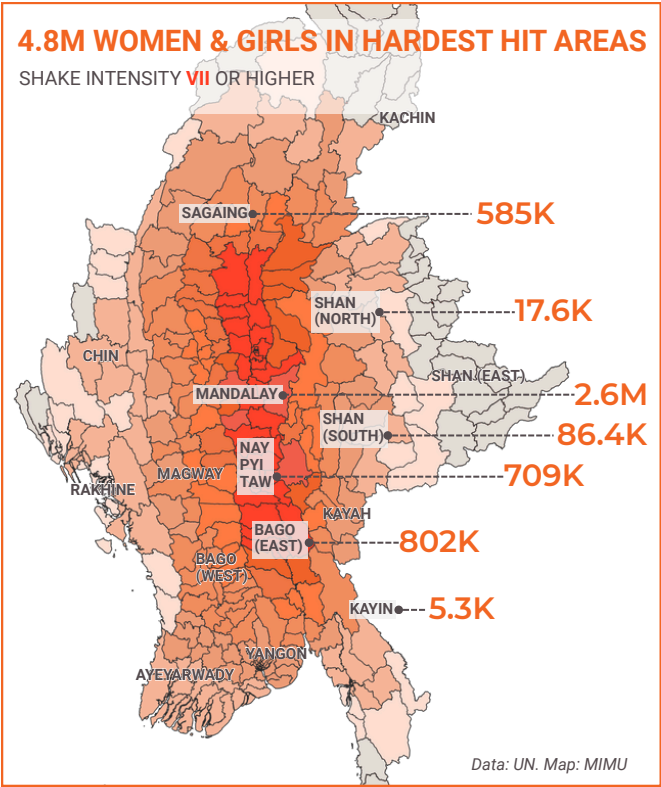 4.8M WOMEN & GIRLS IN HARDEST HIT AREAS
SHAKE INTENSITY VII OR HIGHER
KACHIN
SAGAING
585K
SHAN
(NORTH)
17.6K
CHIN
SHAN (EAST)
MANDALAY
2.6M
SHAN
(SOUTH)
86.4K
NAY
PYI
TAW
709K
MAGWAY
RAKHINE
KAYAH
BAGO
(EAST)
802K
BAGO
(WEST)
KAYIN
5.3K
YANGON
AYEYARWADY
Data: UN. Map: MIMU